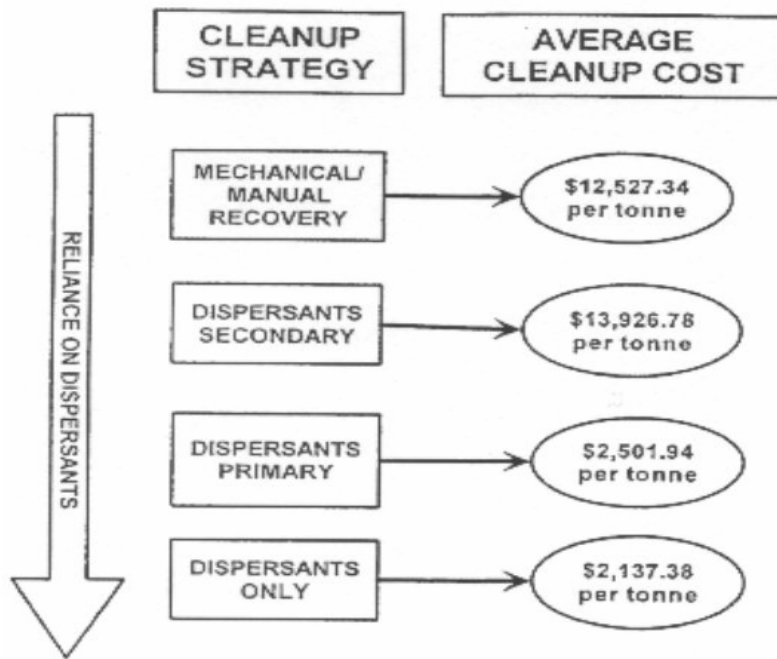 CLEANUP
STRATEGY
AVERAGE
CLEANUP COST
RELIANCE ON DISPERSANTS
MECHANICAL/
MANUAL
RECOVERY
$12,527.34
per tonne
DISPERSANTS
SECONDARY
$13,926.78
per tonne
DISPERSANTS
PRIMARY
$2,501.94
per tonne
DISPERSANTS
ONLY
$2,137.38
per tonne